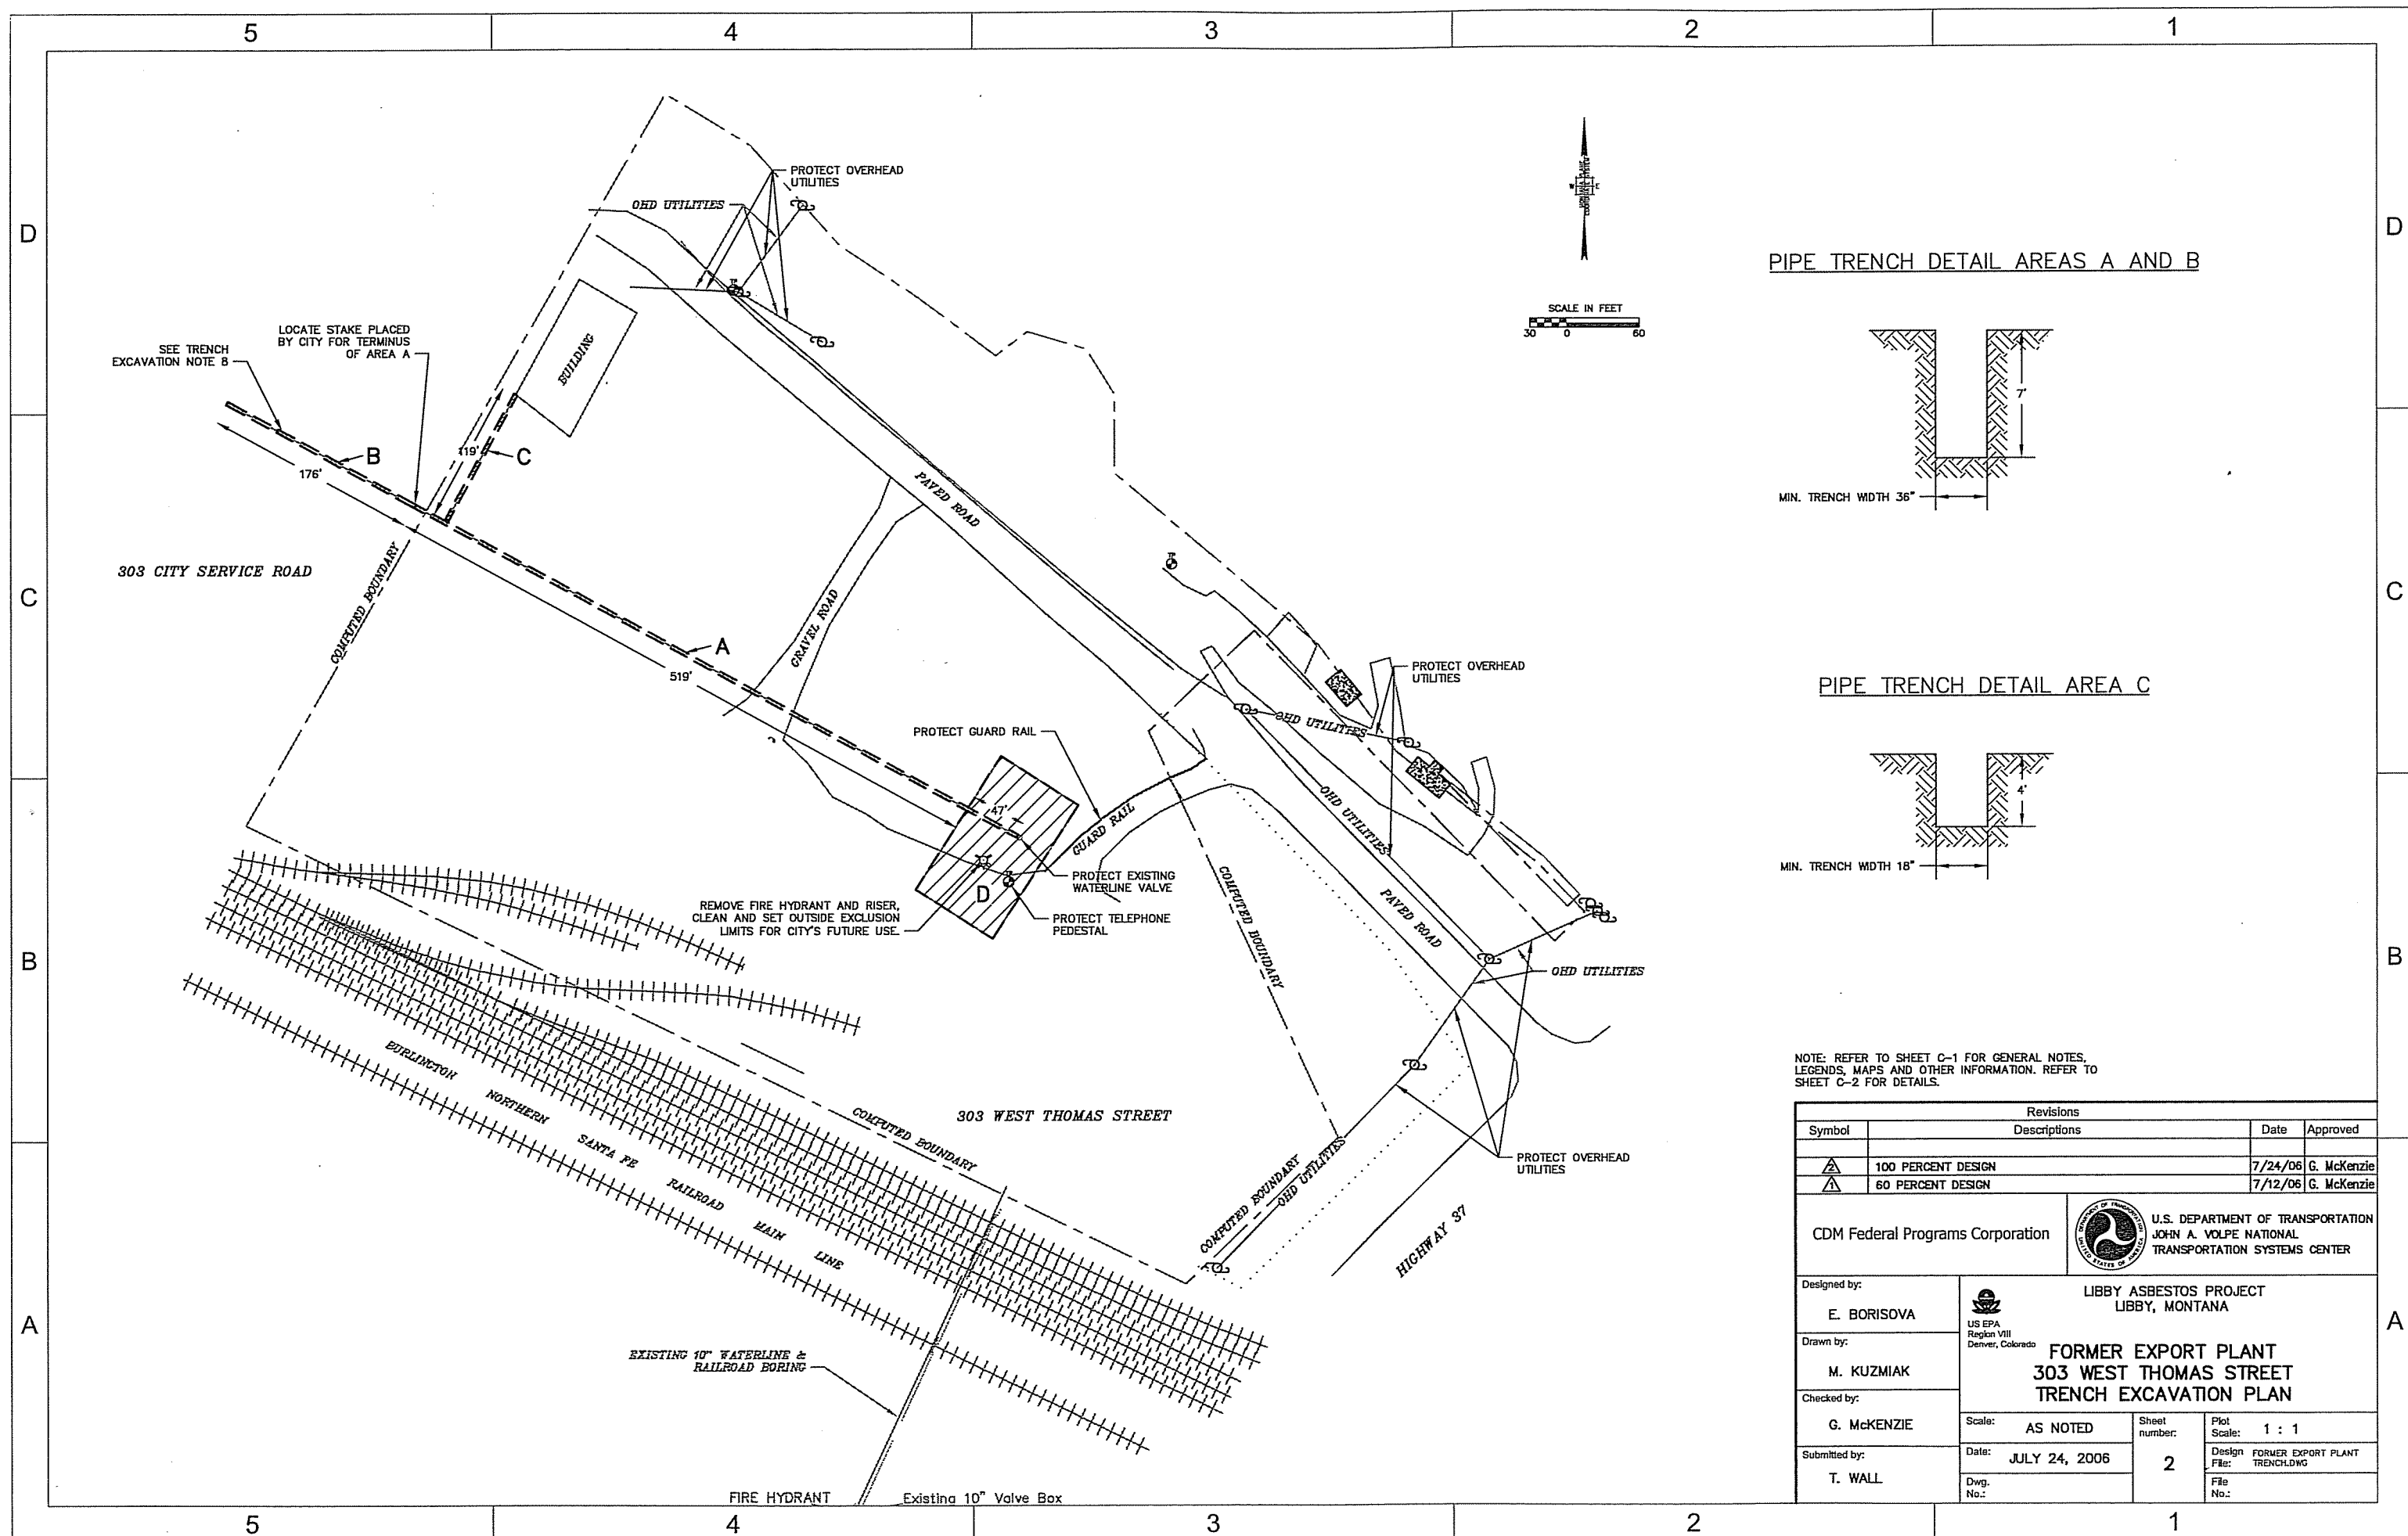 5 4 3 2 1
D
D
C
C
B
B
A
A
PROTECT OVERHEAD
UTILITIES
OHD UTILITIES
BUILDING
LOCATE STAKE PLACED
BY CITY FOR TERMINUS
OF AREA A
SEE TRENCH
EXCAVATION NOTE 8
B
176'
119'
C
303 CITY SERVICE ROAD
COMPUTED BOUNDARY
PAVED ROAD
GRAVEL ROAD
A
519'
PROTECT GUARD RAIL
47'
GUARD RAIL
D
PROTECT EXISTING
WATERLINE VALVE
REMOVE FIRE HYDRANT AND RISER,
CLEAN AND SET OUTSIDE EXCLUSION
LIMITS FOR CITY'S FUTURE USE.
PROTECT TELEPHONE
PEDESTAL
PROTECT OVERHEAD
UTILITIES
OHD UTILITIES
OHD UTILITIES
COMPUTED BOUNDARY
PAVED ROAD
OHD UTILITIES
PROTECT OVERHEAD
UTILITIES
303 WEST THOMAS STREET
COMPUTED BOUNDARY
COMPUTED BOUNDARY
OHD UTILITIES
HIGHWAY 37
BURLINGTON NORTHERN SANTA FE RAILROAD MAIN LINE
EXISTING 10" WATERLINE &
RAILROAD BORING
FIRE HYDRANT
Existing 10" Valve Box
W E
SCALE IN FEET
30 0 60
PIPE TRENCH DETAIL AREAS A AND B
7'
MIN. TRENCH WIDTH 36"
PIPE TRENCH DETAIL AREA C
4'
MIN. TRENCH WIDTH 18"
NOTE: REFER TO SHEET C-1 FOR GENERAL NOTES,
LEGENDS, MAPS AND OTHER INFORMATION. REFER TO
SHEET C-2 FOR DETAILS.
Revisions
Symbol Descriptions Date Approved
2 100 PERCENT DESIGN 7/24/06 G. McKenzie
1 60 PERCENT DESIGN 7/12/06 G. McKenzie
CDM Federal Programs Corporation
DEPARTMENT OF TRANSPORTATION
UNITED STATES OF AMERICA
U.S. DEPARTMENT OF TRANSPORTATION
JOHN A. VOLPE NATIONAL
TRANSPORTATION SYSTEMS CENTER
Designed by:
E. BORISOVA
Drawn by:
M. KUZMIAK
Checked by:
G. McKENZIE
Submitted by:
T. WALL
US EPA
Region VIII
Denver, Colorado
LIBBY ASBESTOS PROJECT
LIBBY, MONTANA
FORMER EXPORT PLANT
303 WEST THOMAS STREET
TRENCH EXCAVATION PLAN
Scale: AS NOTED
Date: JULY 24, 2006
Dwg.
No.:
Sheet
number:
2
Plot
Scale: 1 : 1
Design
File: FORMER EXPORT PLANT
TRENCH.DWG
File
No.:
5 4 3 2 1